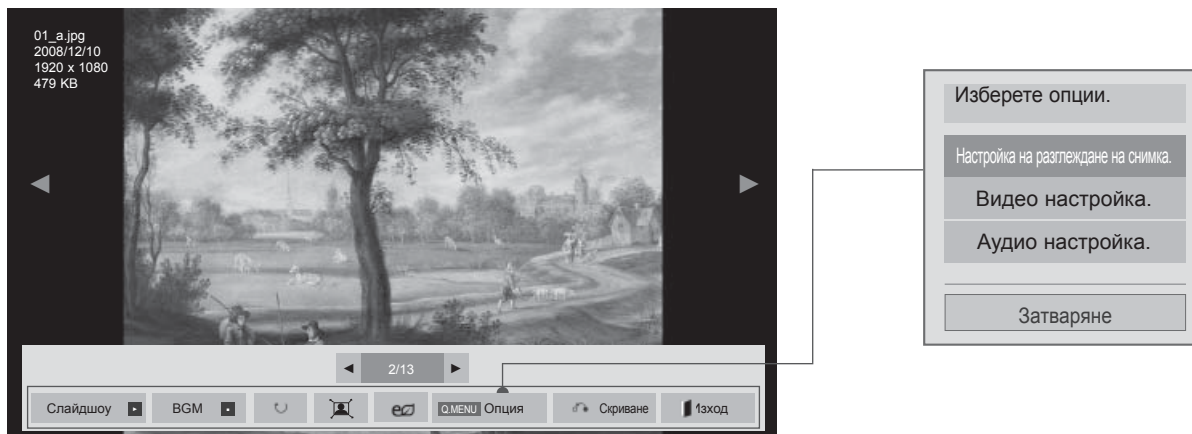 01_a.jpg
2008/12/10
1920 x 1080
479 KB
2/13
Слайдшоу BGM Q.MENU Опция Скриване Изход
Изберете опции.
Настройка на разглеждане на снимка.
Видео настройка.
Аудио настройка.
Затваряне